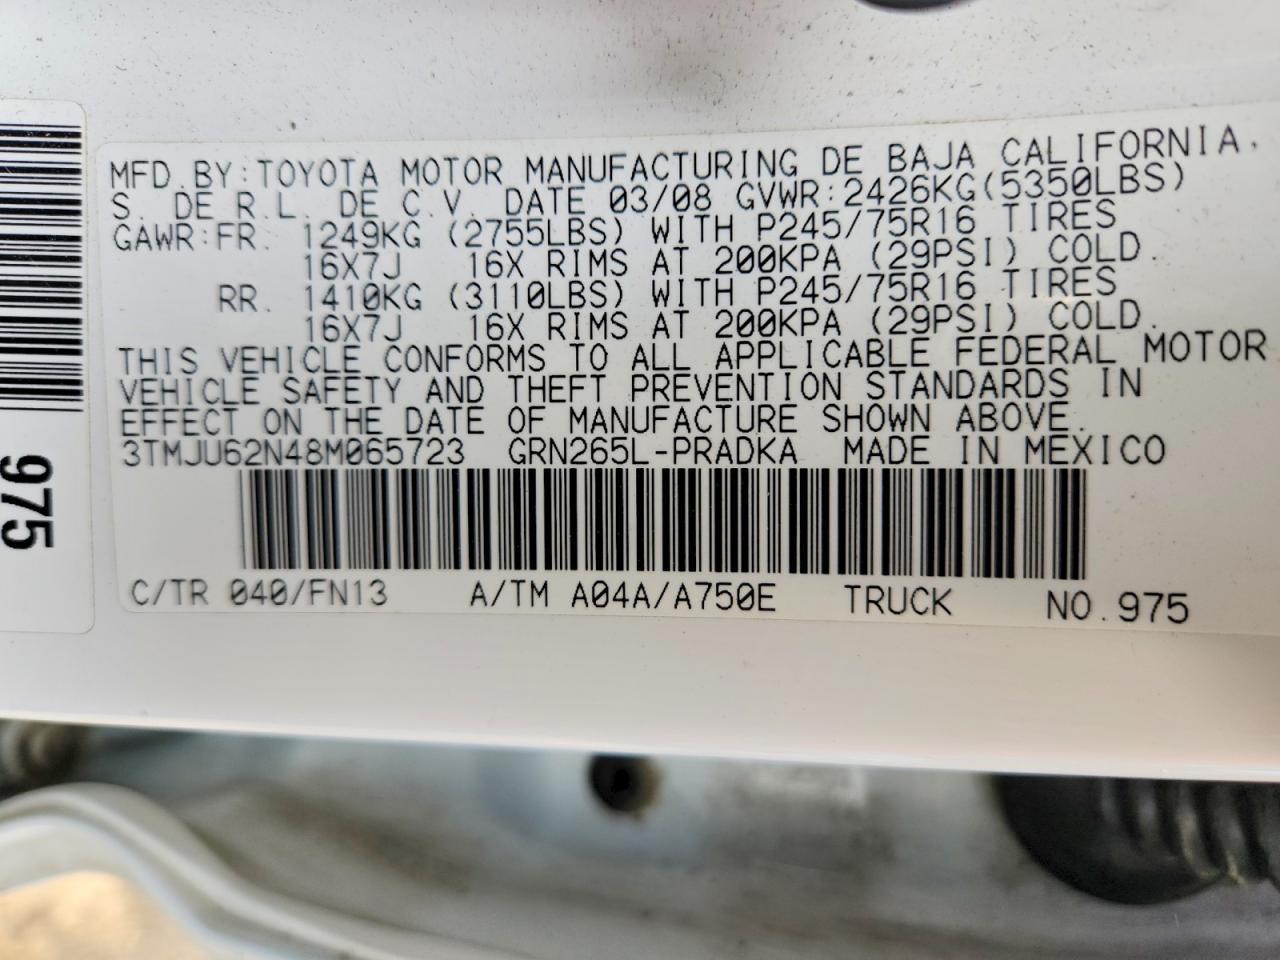 MFD.BY:TOYOTA MOTOR MANUFACTURING DE BAJA CALIFORNIA,
S. DE R.L. DE C.V. DATE 03/08 GVWR:2426KG(5350LBS)
GAWR:FR. 1249KG (2755LBS) WITH P245/75R16 TIRES
16X7J 16X RIMS AT 200KPA (29PSI) COLD.
RR. 1410KG (3110LBS) WITH P245/75R16 TIRES
16X7J 16X RIMS AT 200KPA (29PSI) COLD.
THIS VEHICLE CONFORMS TO ALL APPLICABLE FEDERAL MOTOR
VEHICLE SAFETY AND THEFT PREVENTION STANDARDS IN
EFFECT ON THE DATE OF MANUFACTURE SHOWN ABOVE.
3TMJU62N48M065723 GRN265L-PRADKA MADE IN MEXICO
C/TR 040/FN13 A/TM A04A/A750E TRUCK NO.975
975